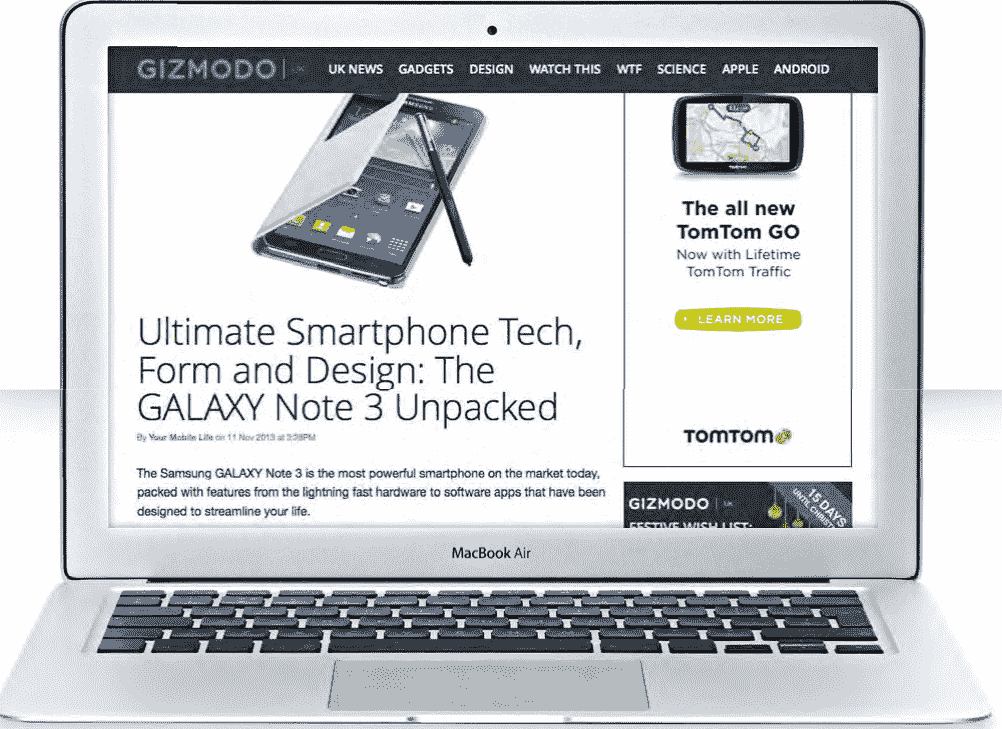 GIZMODO | UK
UK NEWS GADGETS DESIGN WATCH THIS WTF SCIENCE APPLE ANDROID
SAMSUNG
Ultimate Smartphone Tech,
Form and Design: The
GALAXY Note 3 Unpacked
By Your Mobile Life on 11 Nov 2013 at 2:28PM
The Samsung GALAXY Note 3 is the most powerful smartphone on the market today,
packed with features from the lightning fast hardware to software apps that have been
designed to streamline your life.
The all new
TomTom GO
Now with Lifetime
TomTom Traffic
LEARN MORE
TOMTOM
GIZMODO | UK
FESTIVE WISH LIST:
15 DAYS
MacBook Air